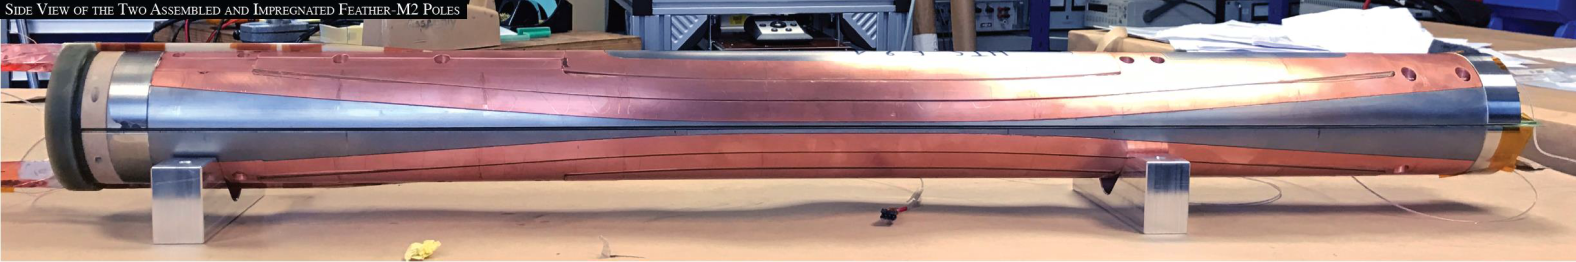 Side View of the Two Assembled and Impregnated Feather-M2 Poles